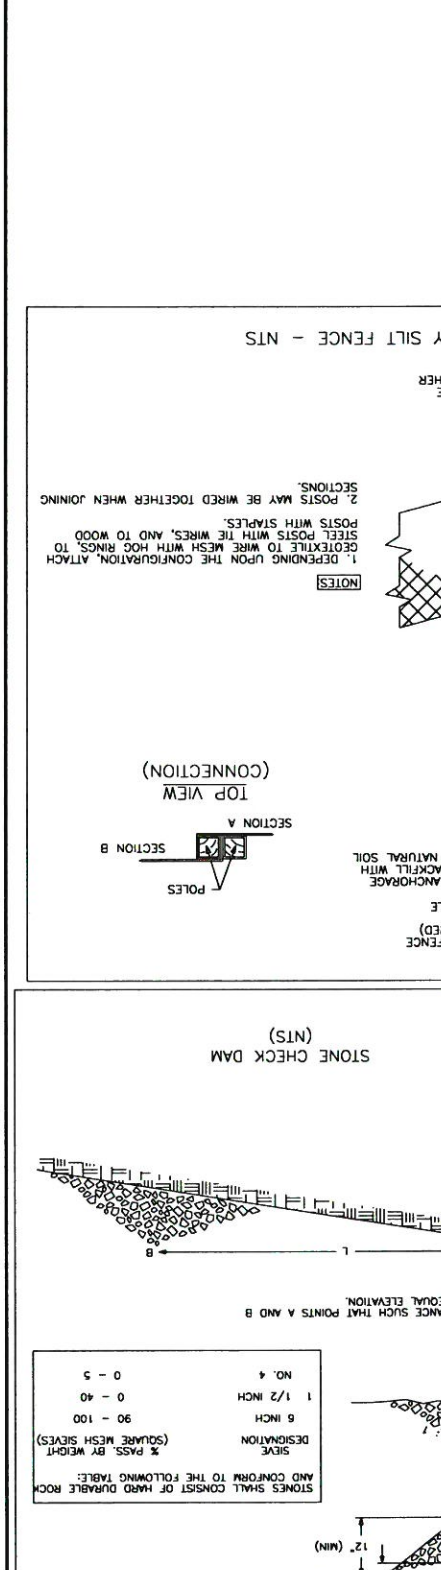 12" (MIN)
STONES SHALL CONSIST OF HARD DURABLE ROCK
AND CONFORM TO THE FOLLOWING TABLE:
SIEVE % PASS. BY WEIGHT
DESIGNATION (SQUARE MESH SIEVES)
6 INCH 90 - 100
1 1/2 INCH 0 - 40
NO. 4 0 - 5
ANCE SUCH THAT POINTS A AND B
EQUAL ELEVATION.
L B
STONE CHECK DAM
(NTS)
FENCE
ED)
LE
ANCHORAGE
ACKFILL WITH
NATURAL SOIL
POLES
SECTION B
SECTION A
TOP VIEW
(CONNECTION)
NOTES
1. DEPENDING UPON THE CONFIGURATION, ATTACH
GEOTEXTILE TO WIRE MESH WITH HOG RINGS, TO
STEEL POSTS WITH TIE WIRES, AND TO WOOD
POSTS WITH STAPLES.
2. POSTS MAY BE WIRED TOGETHER WHEN JOINING
SECTIONS.
E
HER
Y SILT FENCE - NTS